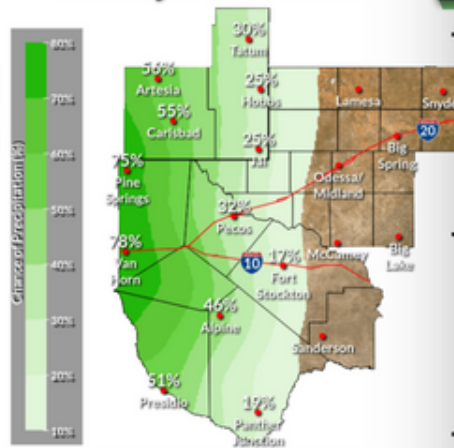 Chance of Precipitation (%)
80%
70%
60%
50%
40%
30%
20%
10%
30%
Tatum
56%
Artesia
25%
Hobbs
Lamesa
Snyde
55%
Carlsbad
20
25%
Jal
Big
Spring
75%
Pine
Springs
Odessa/
Midland
32%
Pecos
78%
Van
Horn
10
17%
Fort
Stockton
McCamey
Big
Lake
46%
Alpine
Sanderson
51%
Presidio
19%
Panther
Junction